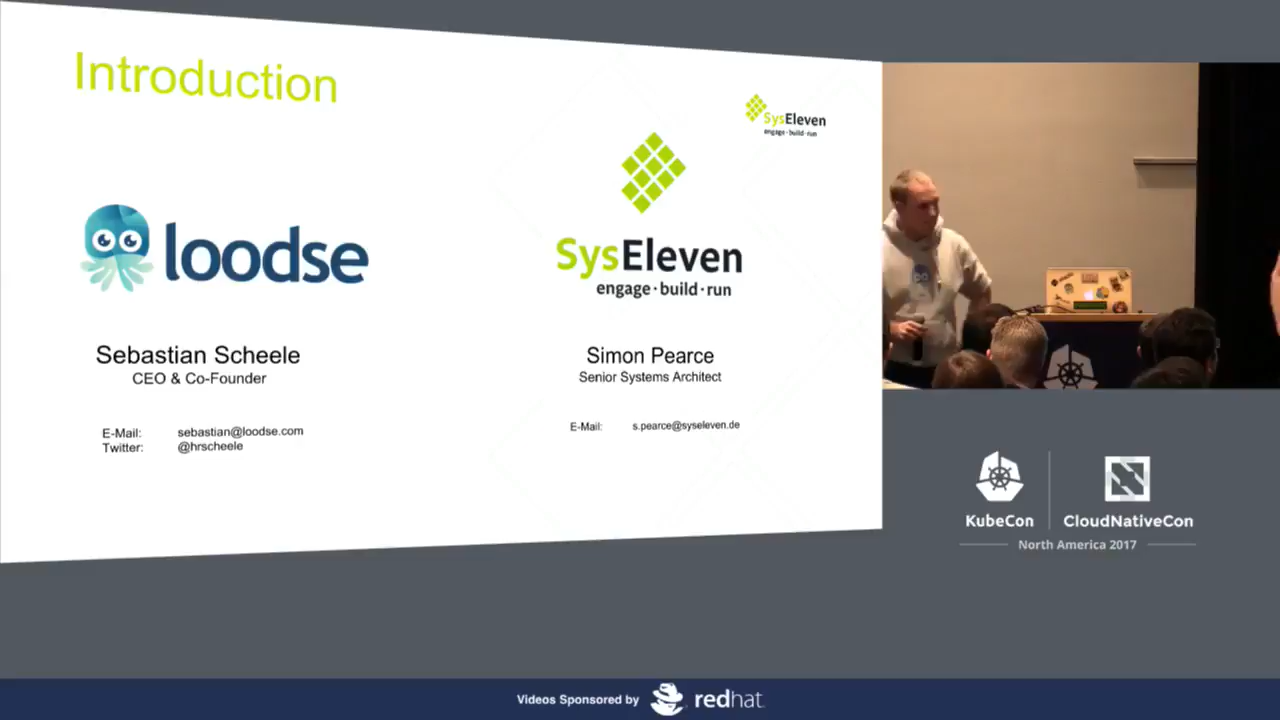 Introduction
SysEleven
engage·build·run
loodse
SysEleven
engage·build·run
Sebastian Scheele
CEO & Co-Founder
E-Mail: sebastian@loodse.com
Twitter: @hrscheele
Simon Pearce
Senior Systems Architect
E-Mail: s.pearce@syseleven.de
KubeCon
CloudNativeCon
North America 2017
Videos Sponsored by redhat.